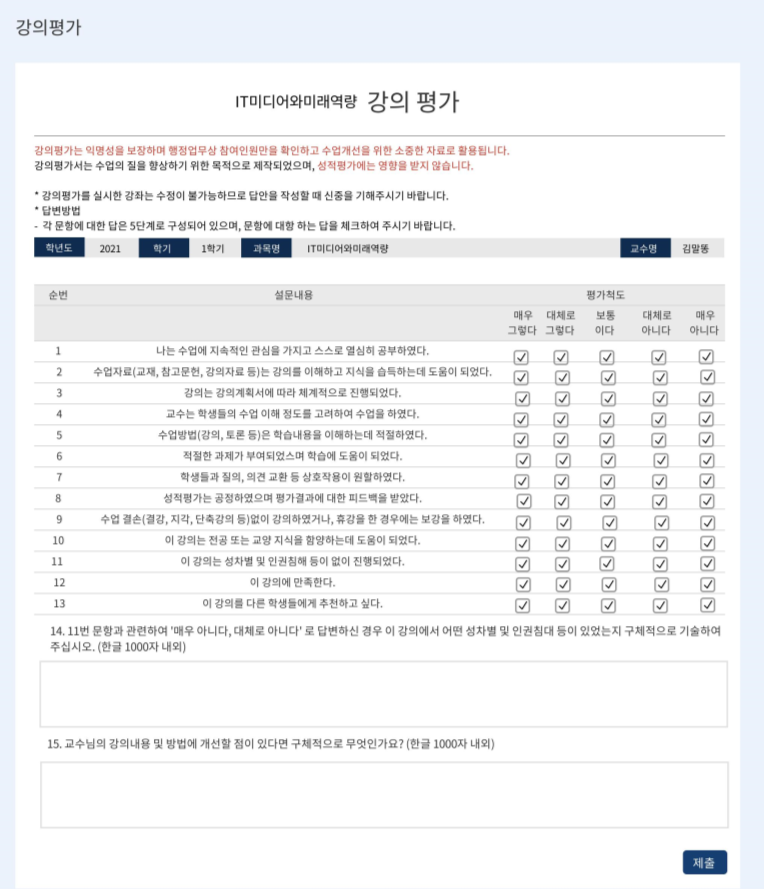 강의평가
IT미디어와미래역량 강의 평가
강의평가는 익명성을 보장하며 행정업무상 참여인원만을 확인하고 수업개선을 위한 소중한 자료로 활용됩니다.
강의평가서는 수업의 질을 향상하기 위한 목적으로 제작되었으며, 성적평가에는 영향을 받지 않습니다.
* 강의평가를 실시한 강좌는 수정이 불가능하므로 답안을 작성할 때 신중을 기해주시기 바랍니다.
* 답변방법
- 각 문항에 대한 답은 5단계로 구성되어 있으며, 문항에 대항 하는 답을 체크하여 주시기 바랍니다.
학년도 2021 학기 1학기 과목명 IT미디어와미래역량 교수명 김말똥
순번 설문내용 평가척도
매우 대체로 보통 대체로 매우
그렇다 그렇다 이다 아니다 아니다
1 나는 수업에 지속적인 관심을 가지고 스스로 열심히 공부하였다.
2 수업자료(교재, 참고문헌, 강의자료 등)는 강의를 이해하고 지식을 습득하는데 도움이 되었다.
3 강의는 강의계획서에 따라 체계적으로 진행되었다.
4 교수는 학생들의 수업 이해 정도를 고려하여 수업을 하였다.
5 수업방법(강의, 토론 등)은 학습내용을 이해하는데 적절하였다.
6 적절한 과제가 부여되었스며 학습에 도움이 되었다.
7 학생들과 질의, 의견 교환 등 상호작용이 원할하였다.
8 성적평가는 공정하였으며 평가결과에 대한 피드백을 받았다.
9 수업 결손(결강, 지각, 단축강의 등)없이 강의하였거나, 휴강을 한 경우에는 보강을 하였다.
10 이 강의는 전공 또는 교양 지식을 함양하는데 도움이 되었다.
11 이 강의는 성차별 및 인권침해 등이 없이 진행되었다.
12 이 강의에 만족한다.
13 이 강의를 다른 학생들에게 추천하고 싶다.
14. 11번 문항과 관련하여 '매우 아니다, 대체로 아니다' 로 답변하신 경우 이 강의에서 어떤 성차별 및 인권침대 등이 있었는지 구체적으로 기술하여
주십시오. (한글 1000자 내외)
15. 교수님의 강의내용 및 방법에 개선할 점이 있다면 구체적으로 무엇인가요? (한글 1000자 내외)
제출